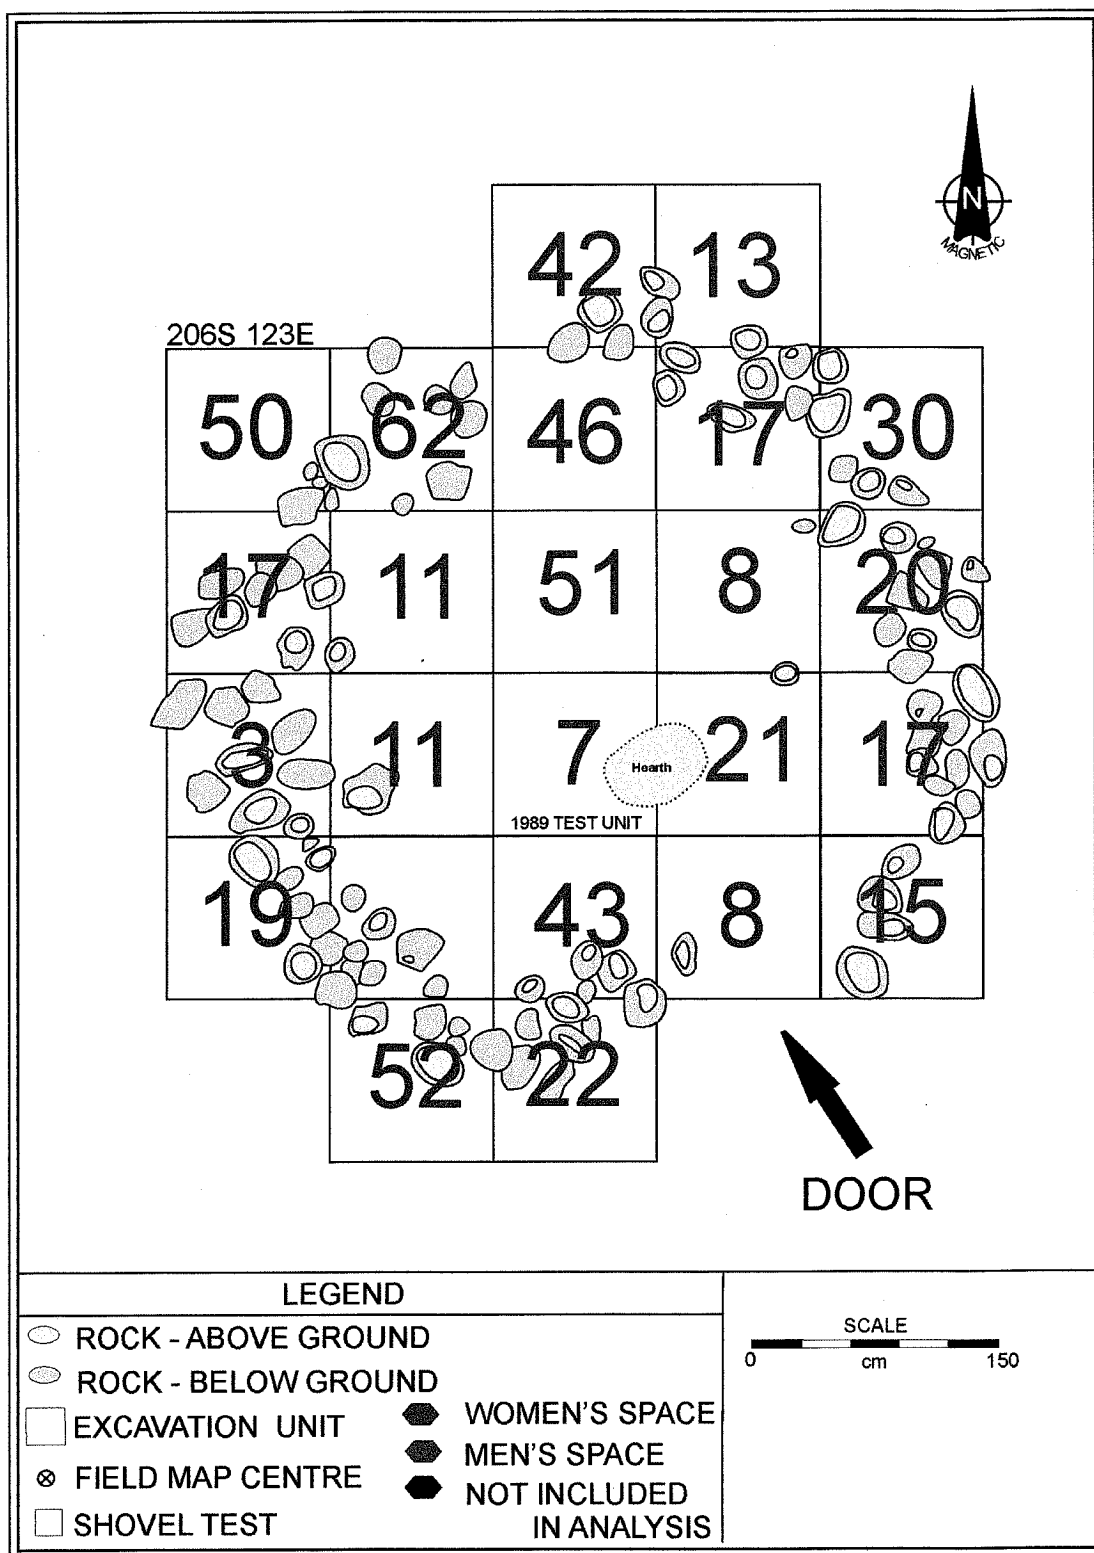 N
MAGNETIC
42 13
206S 123E
50 62 46 17 30
17 11 51 8 20
3 11 7 21 17
Hearth
1989 TEST UNIT
19 43 8 15
52 22
DOOR
LEGEND
ROCK - ABOVE GROUND
ROCK - BELOW GROUND
EXCAVATION UNIT
FIELD MAP CENTRE
SHOVEL TEST
WOMEN'S SPACE
MEN'S SPACE
NOT INCLUDED
IN ANALYSIS
SCALE
0 cm 150